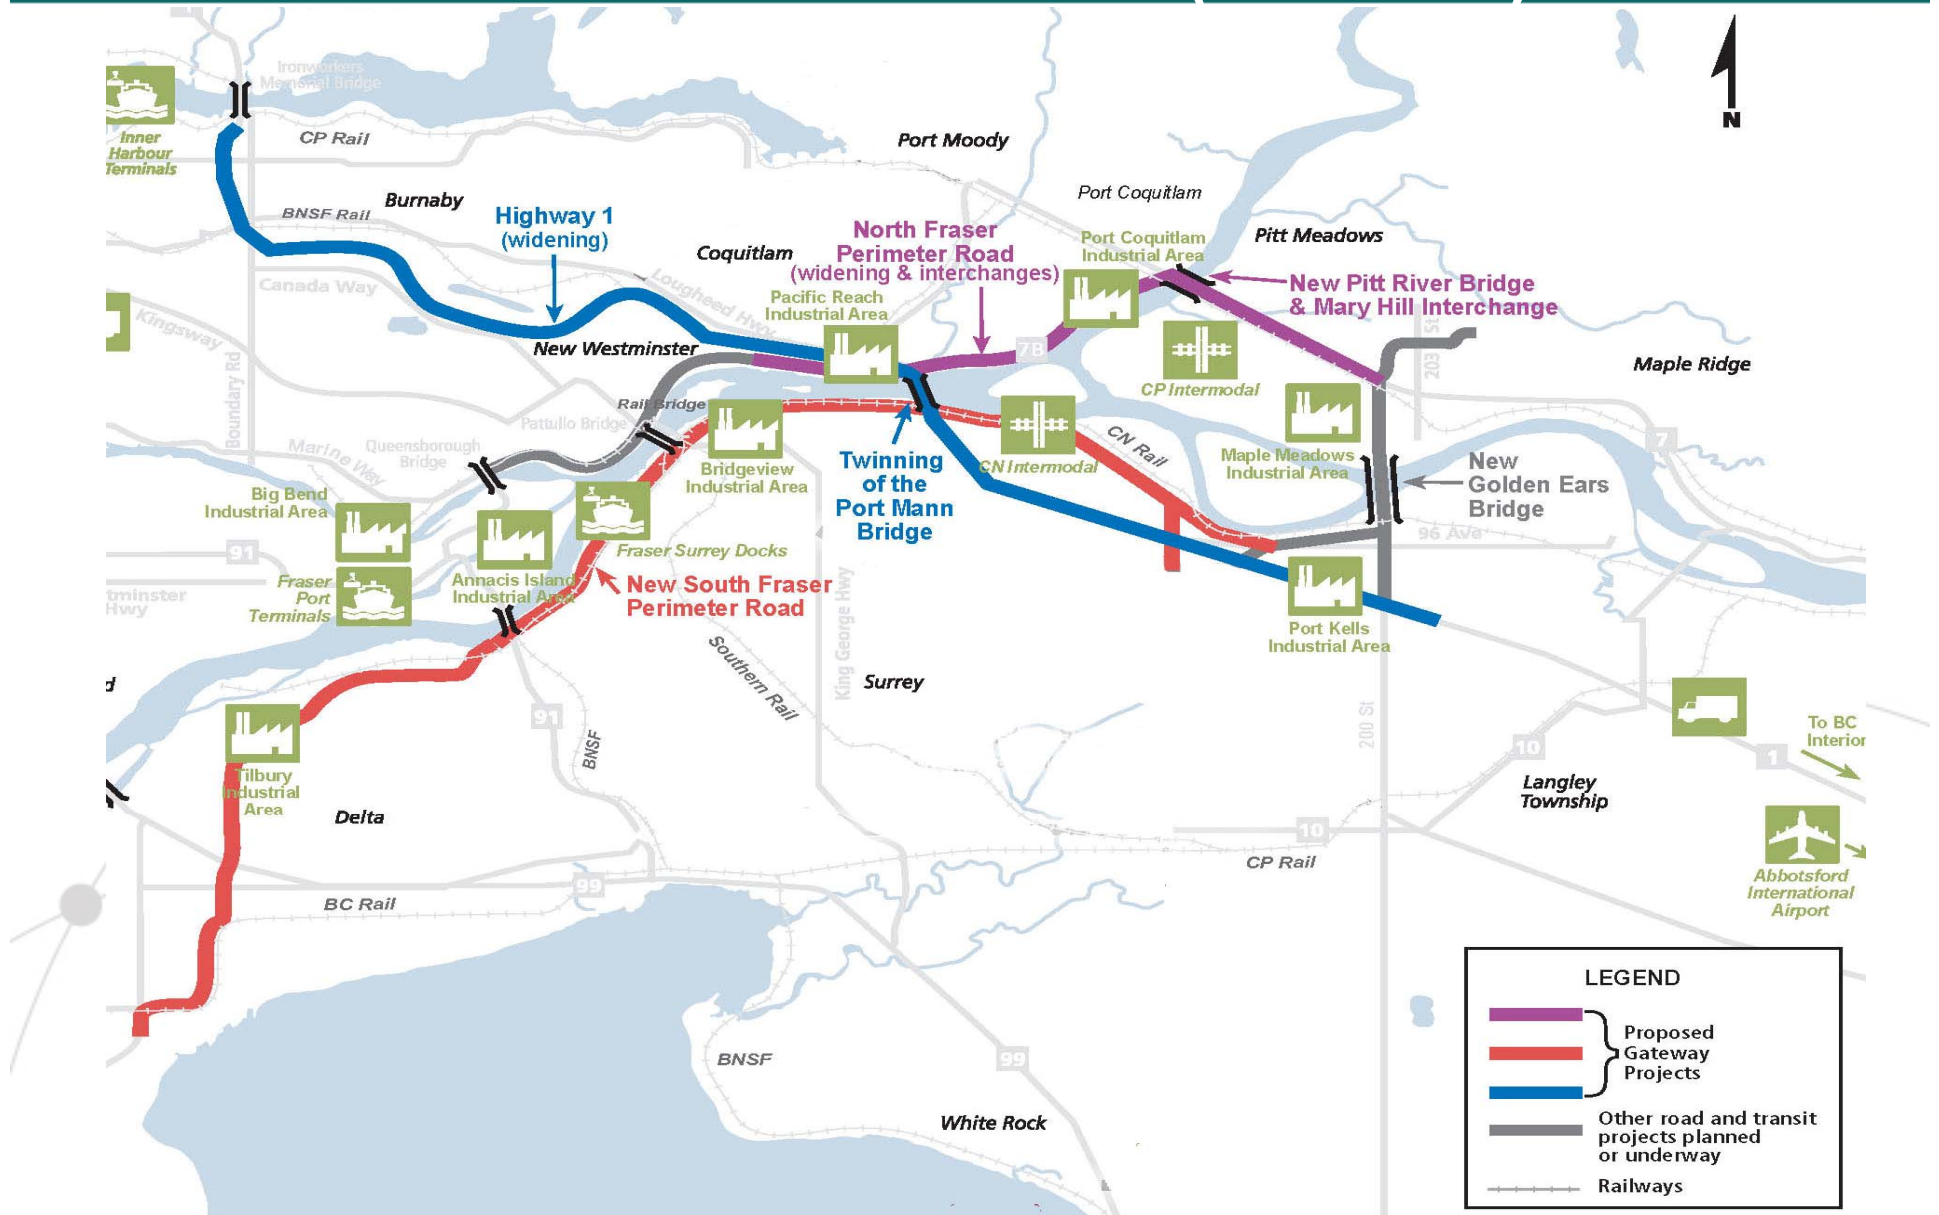 Ironworkers
Memorial Bridge
Inner
Harbour
Terminals
CP Rail
Port Moody
N
BNSF Rail
Burnaby
Highway 1
(widening)
Coquitlam
North Fraser
Perimeter Road
(widening & interchanges)
Port Coquitlam
Port Coquitlam
Industrial Area
Pitt Meadows
New Pitt River Bridge
& Mary Hill Interchange
Canada Way
Lougheed Hwy
Pacific Reach
Industrial Area
Kingsway
New Westminster
7B
CP Intermodal
203 St
Maple Ridge
Boundary Rd
Rail Bridge
Pattullo Bridge
Marine Way
Queensborough
Bridge
Bridgeview
Industrial Area
Twinning
of the
Port Mann
Bridge
CN Intermodal
CN Rail
Maple Meadows
Industrial Area
New
Golden Ears
Bridge
7
Big Bend
Industrial Area
91
Fraser Surrey Docks
96 Ave
Fraser
Port
Terminals
Annacis Island
Industrial Area
New South Fraser
Perimeter Road
tminster
Hwy
King George Hwy
Port Kells
Industrial Area
d
Southern Rail
Surrey
91
BNSF
200 St
10
1
To BC
Interior
Tilbury
Industrial
Area
Delta
Langley
Township
10
CP Rail
BC Rail
99
Abbotsford
International
Airport
BNSF
99
White Rock
LEGEND
Proposed
Gateway
Projects
Other road and transit
projects planned
or underway
Railways